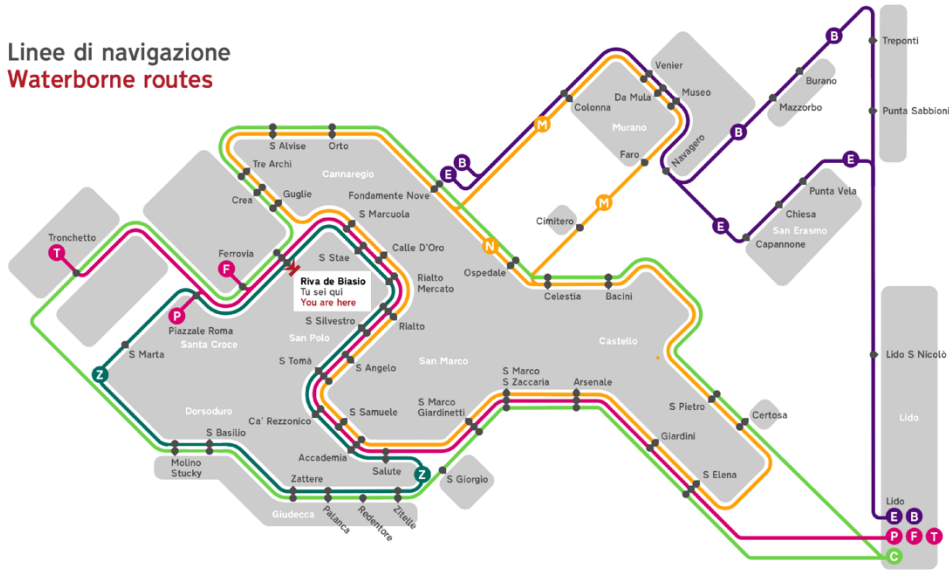 Linee di navigazione
Waterborne routes
B
Treponti
Venier
Burano
Da Mula
Museo
Mazzorbo
Colonna
Punta Sabbioni
M
Murano
B
S Alvise
Orto
Faro
Navagero
E
Tre Archi
B
Cannaregio
E
Punta Vela
Crea
Guglie
Fondamente Nove
M
Chiesa
S Marcuola
Cimitero
E
San Erasmo
Tronchetto
Capannone
T
Ferrovia
S Stae
Calle D'Oro
N
F
Ospedale
Riva de Biasio
Tu sei qui
You are here
Rialto
Mercato
Celestia
Bacini
P
S Silvestro
Piazzale Roma
Rialto
Santa Croce
San Polo
Castello
S Marta
S Tomà
S Angelo
San Marco
Lido S Nicolò
Z
S Marco
S Zaccaria
Arsenale
S Pietro
Certosa
Dorsoduro
Ca' Rezzonico
S Samuele
S Marco
Giardinetti
Lido
S Basilio
Giardini
Accademia
Salute
Molino
Stucky
Z
S Giorgio
S Elena
Zattere
Giudecca
Palanca
Redentore
Zitelle
Lido
E
B
P
F
T
C